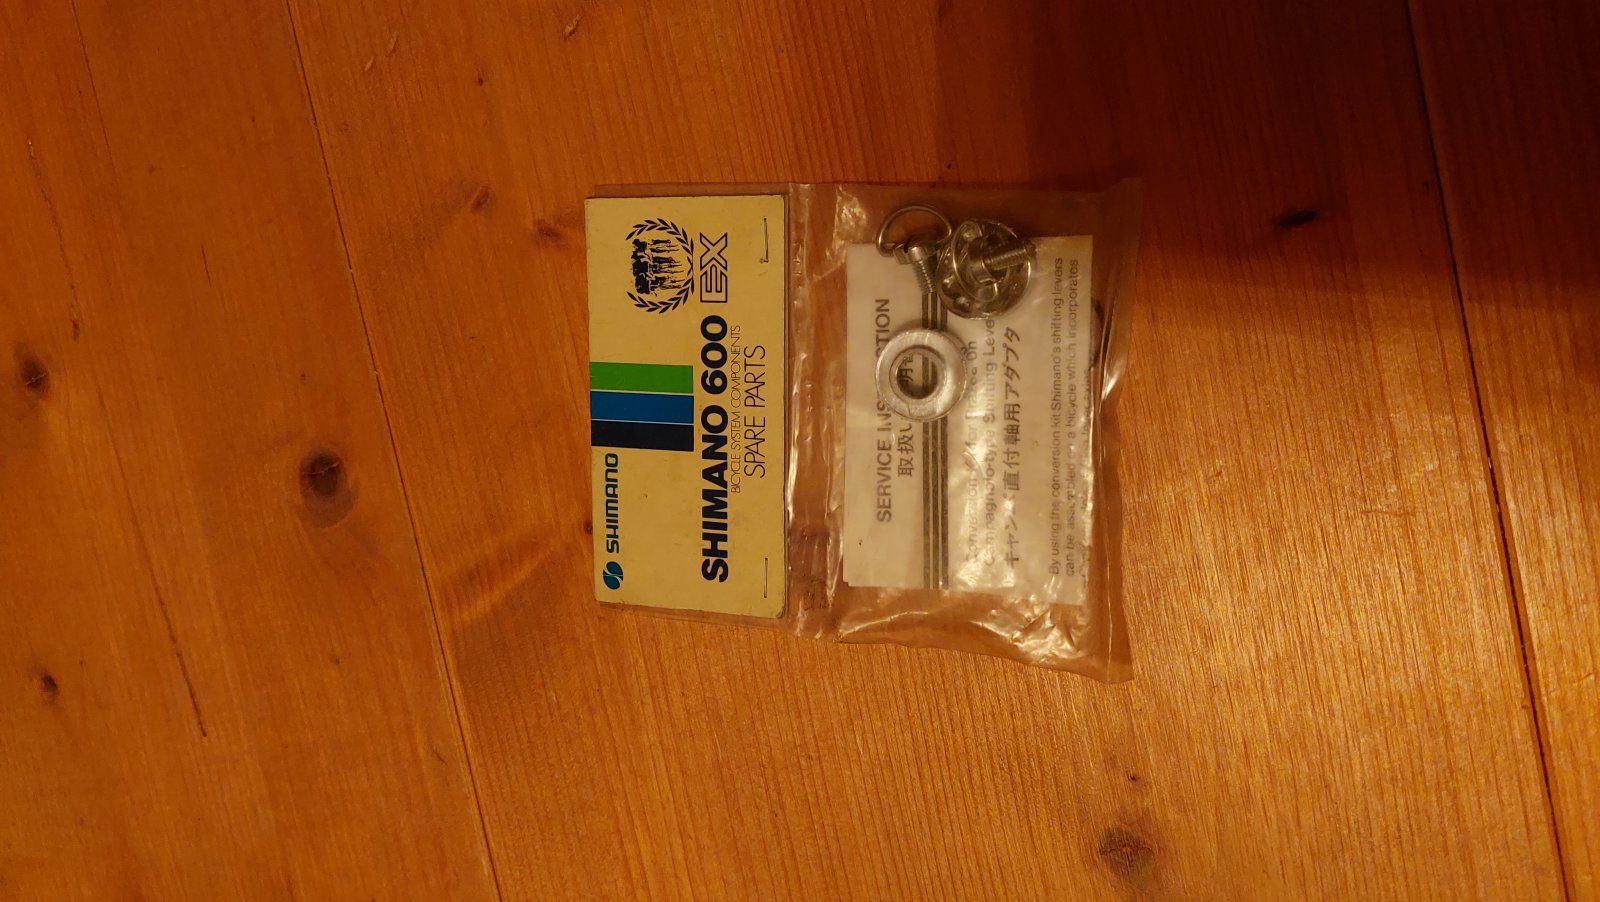 SHIMANO
SHIMANO 600 EX
BICYCLE SYSTEM COMPONENTS
SPARE PARTS
SERVICE INSTRUCTION
取扱い
Shifting Lever
キャンパ直付軸用アダプタ
By using the conversion kit Shimano's shifting levers
can be assembled on a bicycle which incorporates